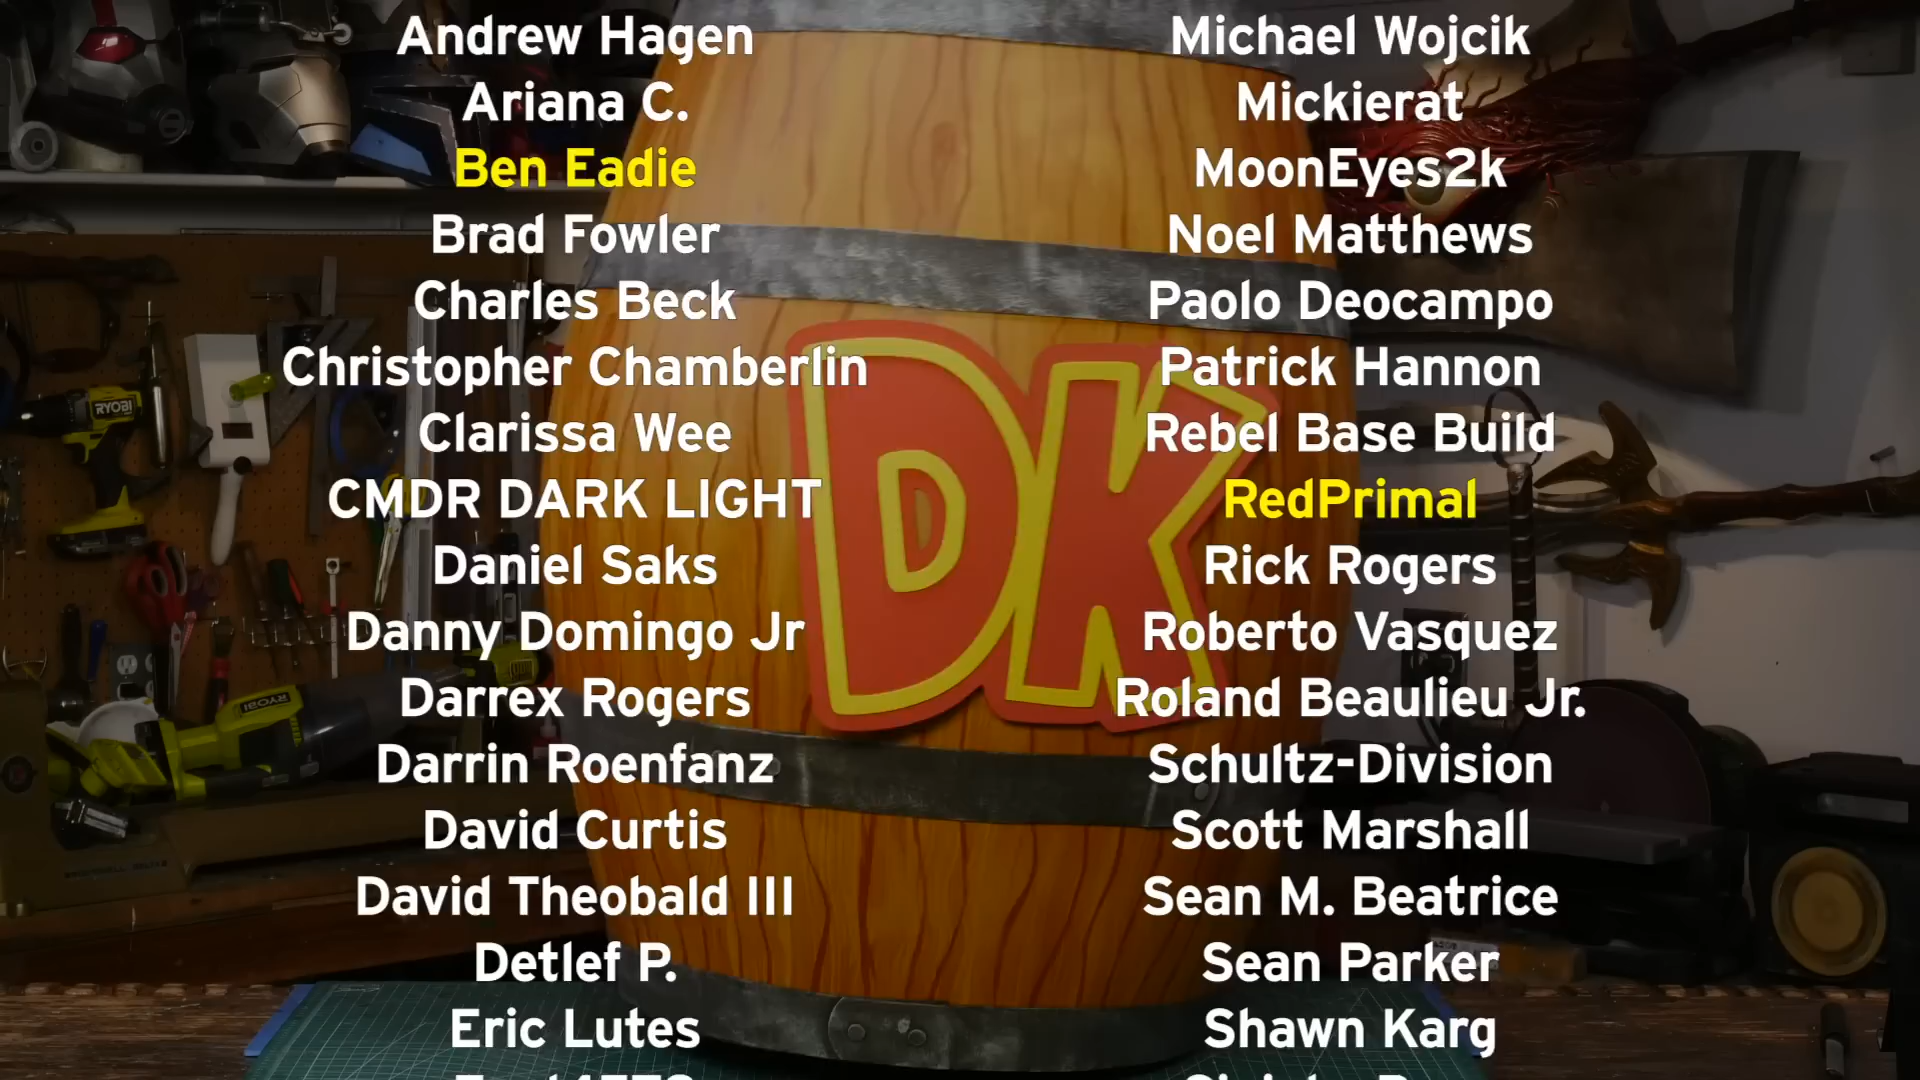 Andrew Hagen
Ariana C.
Ben Eadie
Brad Fowler
Charles Beck
Christopher Chamberlin
Clarissa Wee
CMDR DARK LIGHT
Daniel Saks
Danny Domingo Jr
Darrex Rogers
Darrin Roenfanz
David Curtis
David Theobald III
Detlef P.
Eric Lutes
Michael Wojcik
Mickierat
MoonEyes2k
Noel Matthews
Paolo Deocampo
Patrick Hannon
Rebel Base Build
RedPrimal
Rick Rogers
Roberto Vasquez
Roland Beaulieu Jr.
Schultz-Division
Scott Marshall
Sean M. Beatrice
Sean Parker
Shawn Karg
DK
RYOBI
RYOBI